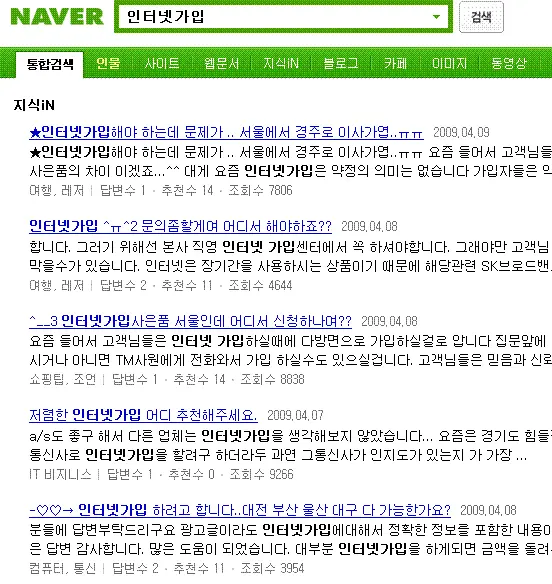 NAVER 인터넷가입 검색
통합검색 인물 사이트 웹문서 지식iN 블로그 카페 이미지 동영상
지식iN
★인터넷가입해야 하는데 문제가 .. 서울에서 경주로 이사가엽..ㅠㅠ 2009,04,09
★인터넷가입해야 하는데 문제가 .. 서울에서 경주로 이사가엽..ㅠㅠ 요즘 들어서 고객님들
사은품의 차이 이겠죠...^^ 대게 요즘 인터넷가입은 약정의 의미는 없습니다 가입자들은 익
여행, 레저 | 답변수 1 · 추천수 14 · 조회수 7806
인터넷가입 ^ㅠ^2 문의좀할게여 어디서 해야하죠?? 2009,04,08
합니다. 그러기 위해선 본사 직영 인터넷 가입센터에서 꼭 하셔야합니다. 그래야만 고객님
막을수가 있습니다. 인터넷은 장기간을 사용하시는 상품이기 때문에 해당관련 SK브로드밴
여행, 레저 | 답변수 2 · 추천수 11 · 조회수 4644
^__3 인터넷가입사은품 서울인데 어디서 신청하나여?? 2009,04,08
요즘 들어서 고객님들은 인터넷 가입하실때에 다방면으로 가입하실걸로 압니다 집문앞에
시거나 아니면 TM사원에게 전화와서 가입 하실수도 있으실겁니다. 고객님들은 믿음과 신뢰
쇼핑팁, 조언 | 답변수 1 · 추천수 14 · 조회수 8838
저렴한 인터넷가입 어디 추천해주세요. 2009,04,07
a/s도 종구 해서 다른 업체는 인터넷가입을 생각해보지 않았습니다... 요즘은 경기도 힘들
통신사로 인터넷가입을 할려구 하더라두 과연 그통신사가 인지도가 있는지 가 가장 ...
IT 비지니스 | 답변수 1 · 추천수 0 · 조회수 9266
-♡♡→ 인터넷가입 하려고 합니다..대전 부산 울산 대구 다 가능한가요? 2009,04,08
분들에 답변부탁드리구요 광고글이라도 인터넷가입에대해서 정확한 정보를 포함한 내용이
은 답변 감사합니다. 많은 도움이 되었습니다. 대부분 인터넷가입을 하게되면 금액을 돌려
컴퓨터, 통신 | 답변수 2 · 추천수 11 · 조회수 3954